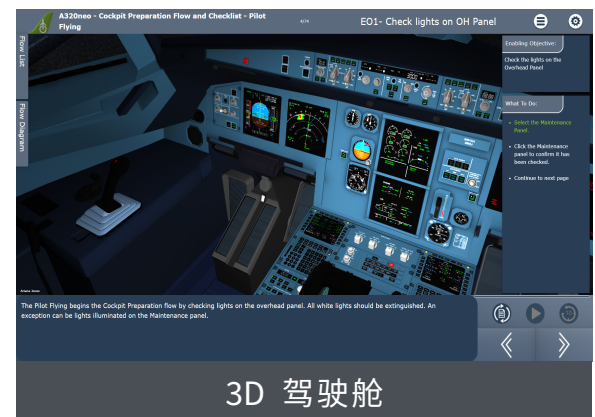 A320neo - Cockpit Preparation Flow and Checklist - Pilot
Flying
4/74
EO1- Check lights on OH Panel
Flow List
Flow Diagram
Enabling Objective:
Check the lights on the
Overhead Panel
What To Do:
• Select the Maintenance
Panel.
• Click the Maintenance
panel to confirm it has
been checked.
• Continue to next page
The Pilot Flying begins the Cockpit Preparation flow by checking lights on the overhead panel. All white lights should be extinguished. An
exception can be lights illuminated on the Maintenance panel.
3D 驾驶舱